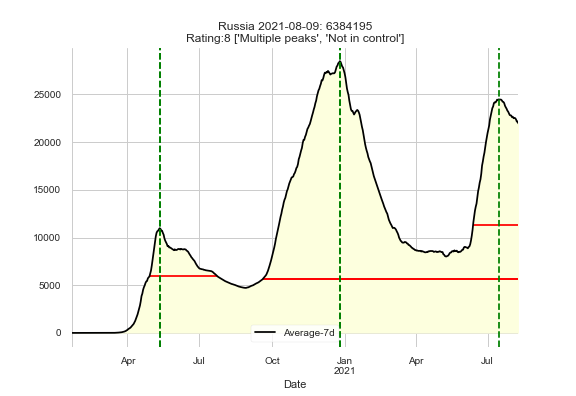 Russia 2021-08-09: 6384195
Rating:8 ['Multiple peaks', 'Not in control']
25000
20000
15000
10000
5000
0
Average-7d
Apr
Jul
Oct
Jan
2021
Apr
Jul
Date